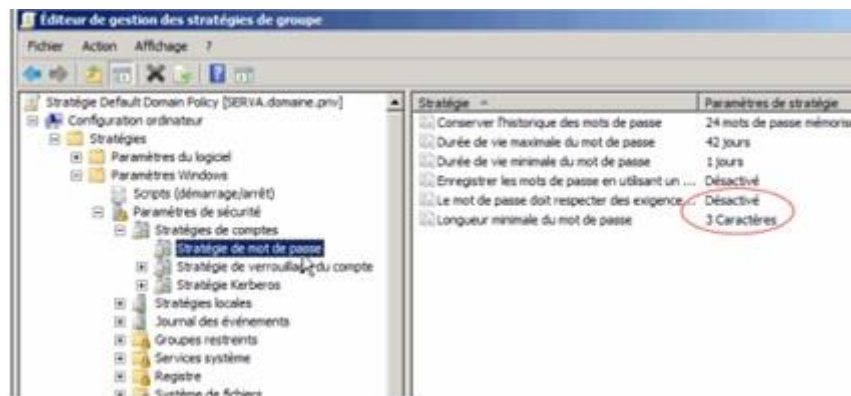 Éditeur de gestion des stratégies de groupe
Fichier Action Affichage ?
Stratégie Default Domain Policy [SERVA.domaine.priv]
Configuration ordinateur
Stratégies
Paramètres du logiciel
Paramètres Windows
Scripts (démarrage/arrêt)
Paramètres de sécurité
Stratégies de comptes
Stratégie de mot de passe
Stratégie de verrouillage du compte
Stratégie Kerberos
Stratégies locales
Journal des événements
Groupes restreints
Services système
Registre
Système de fichiers
Stratégie Paramètres de stratégie
Conserver l'historique des mots de passe 24 mots de passe mémoris
Durée de vie maximale du mot de passe 42 jours
Durée de vie minimale du mot de passe 1 jours
Enregistrer les mots de passe en utilisant un ... Désactivé
Le mot de passe doit respecter des exigence... Désactivé
Longueur minimale du mot de passe 3 Caractères